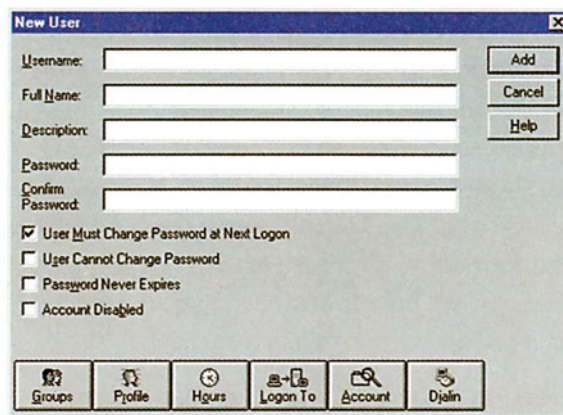 New User
Username:
Add
Full Name:
Cancel
Description:
Help
Password:
Confirm
Password:
User Must Change Password at Next Logon
User Cannot Change Password
Password Never Expires
Account Disabled
Groups Profile Hours Logon To Account Dialin